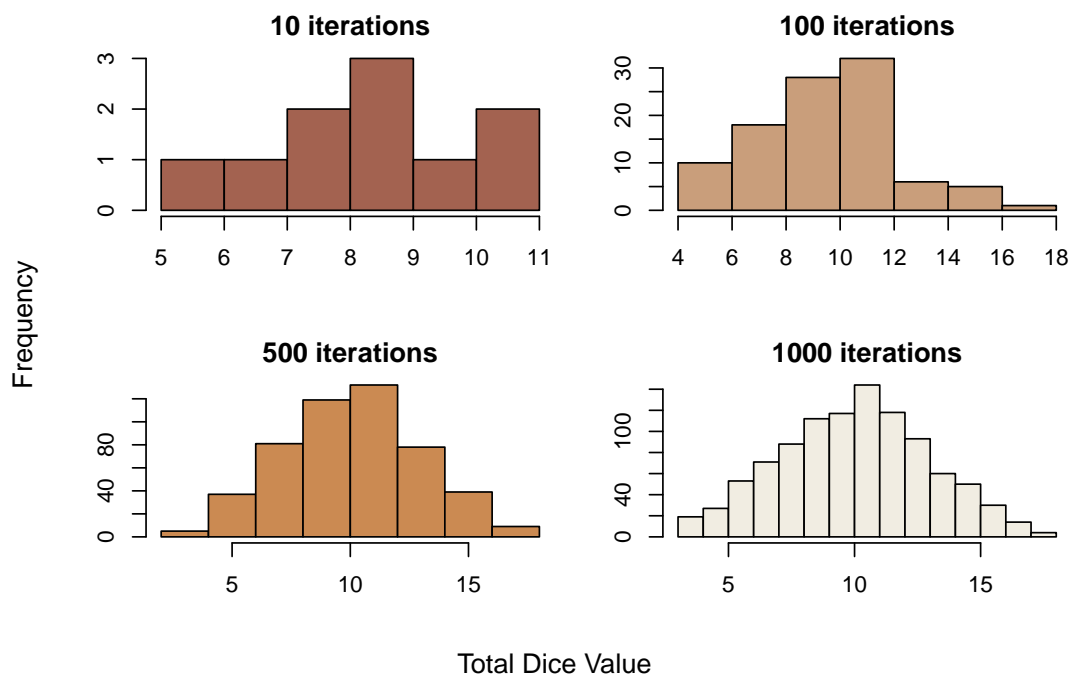 10 iterations
3
2
1
0
5 6 7 8 9 10 11
100 iterations
30
20
10
0
4 6 8 10 12 14 16 18
Frequency
500 iterations
80
40
0
5 10 15
1000 iterations
100
40
0
5 10 15
Total Dice Value